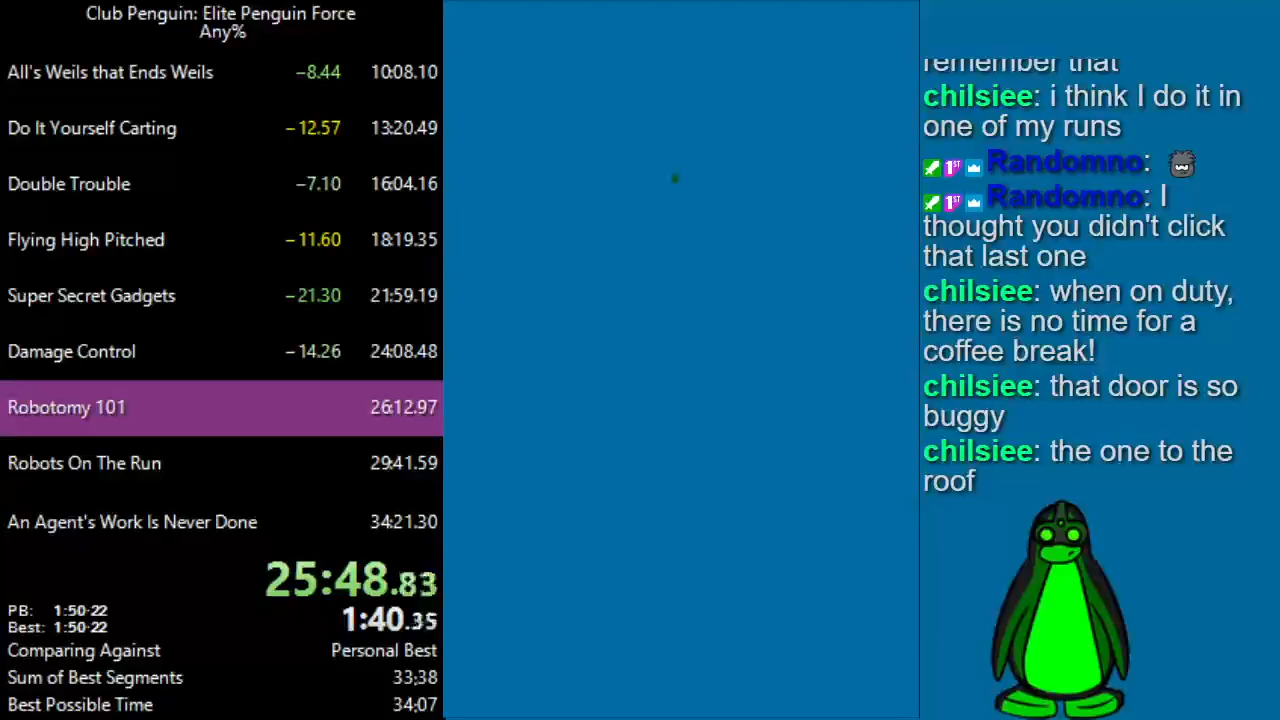 Club Penguin: Elite Penguin Force
Any%
All's Weils that Ends Weils −8.44 10:08.10
Do It Yourself Carting −12.57 13:20.49
Double Trouble −7.10 16:04.16
Flying High Pitched −11.60 18:19.35
Super Secret Gadgets −21.30 21:59.19
Damage Control −14.26 24:08.48
Robotomy 101 26:12.97
Robots On The Run 29:41.59
An Agent's Work Is Never Done 34:21.30
25:48.83
PB: 1:50.22
1:40.35
Best: 1:50.22
Comparing Against Personal Best
Sum of Best Segments 33:38
Best Possible Time 34:07
remember that
chilsiee: i think I do it in
one of my runs
1ST Randomno:
1ST Randomno: I
thought you didn't click
that last one
chilsiee: when on duty,
there is no time for a
coffee break!
chilsiee: that door is so
buggy
chilsiee: the one to the
roof